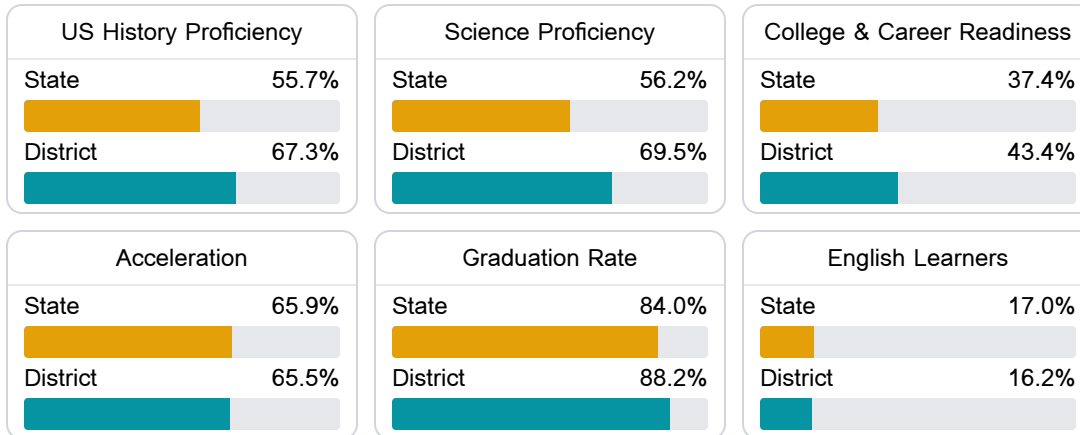 US History Proficiency
State 55.7%
District 67.3%
Science Proficiency
State 56.2%
District 69.5%
College & Career Readiness
State 37.4%
District 43.4%
Acceleration
State 65.9%
District 65.5%
Graduation Rate
State 84.0%
District 88.2%
English Learners
State 17.0%
District 16.2%